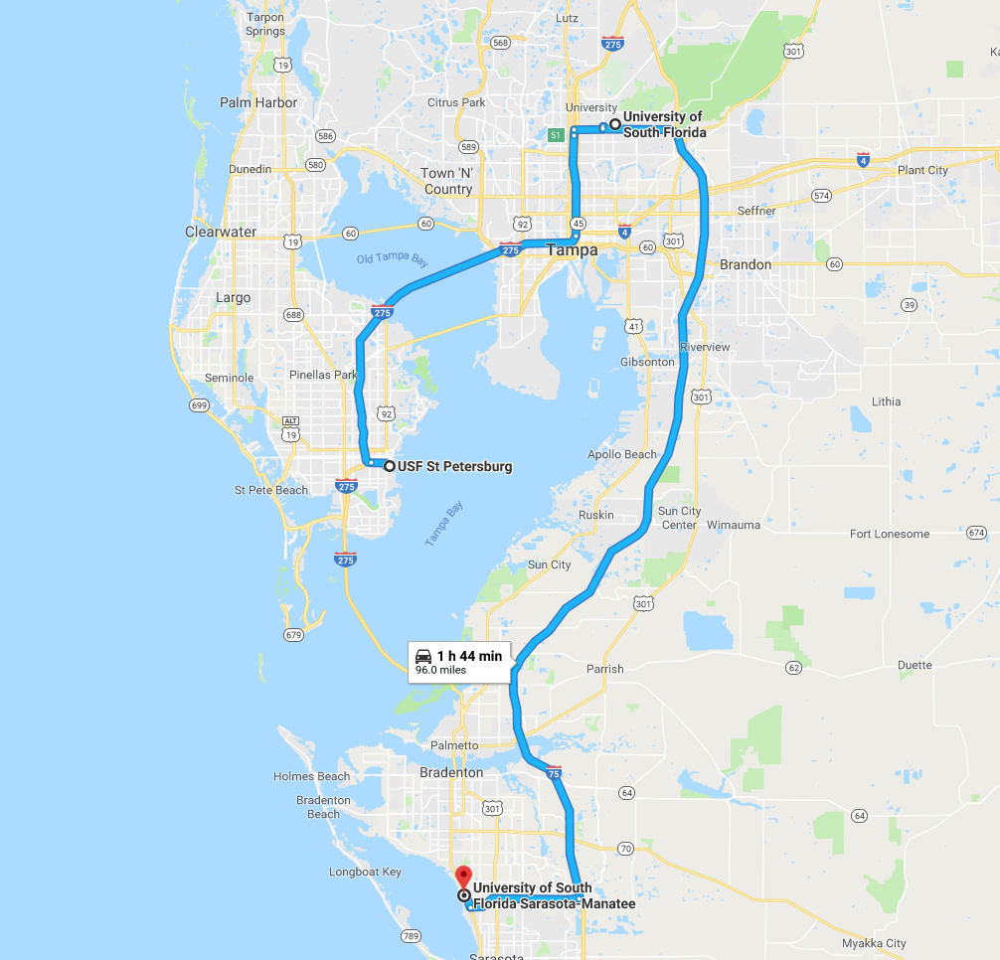 Tarpon
Springs
Lutz
568
275
301
19
Palm Harbor
Citrus Park
University
University of
South Florida
586
51
589
4
580
Dunedin
Town 'N'
Country
Plant City
574
Seffner
Clearwater
60
60
92
45
4
301
60
19
275
Tampa
Old Tampa Bay
Brandon
60
Largo
688
275
39
41
Riverview
Gibsonton
Pinellas Park
Seminole
699
92
301
Lithia
ALT
19
Apollo Beach
USF St Petersburg
275
St Pete Beach
Tampa Bay
Ruskin
Sun City
Center
Wimauma
Fort Lonesome
674
275
Sun City
301
679
1 h 44 min
96.0 miles
Parrish
62
Duette
Palmetto
Bradenton
75
Holmes Beach
64
Bradenton
Beach
301
64
70
Longboat Key
University of South
Florida Sarasota-Manatee
789
Myakka City
Sarasota